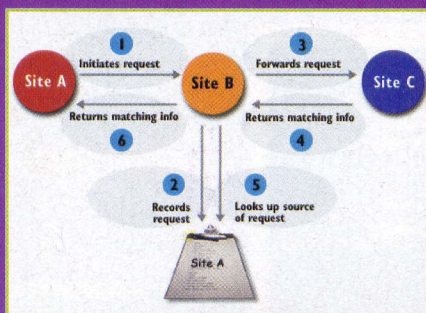 1
Initiates request
3
Forwards request
Site A
Site B
Site C
Returns matching info
6
Returns matching info
4
2
Records
request
5
Looks up source
of request
Site A